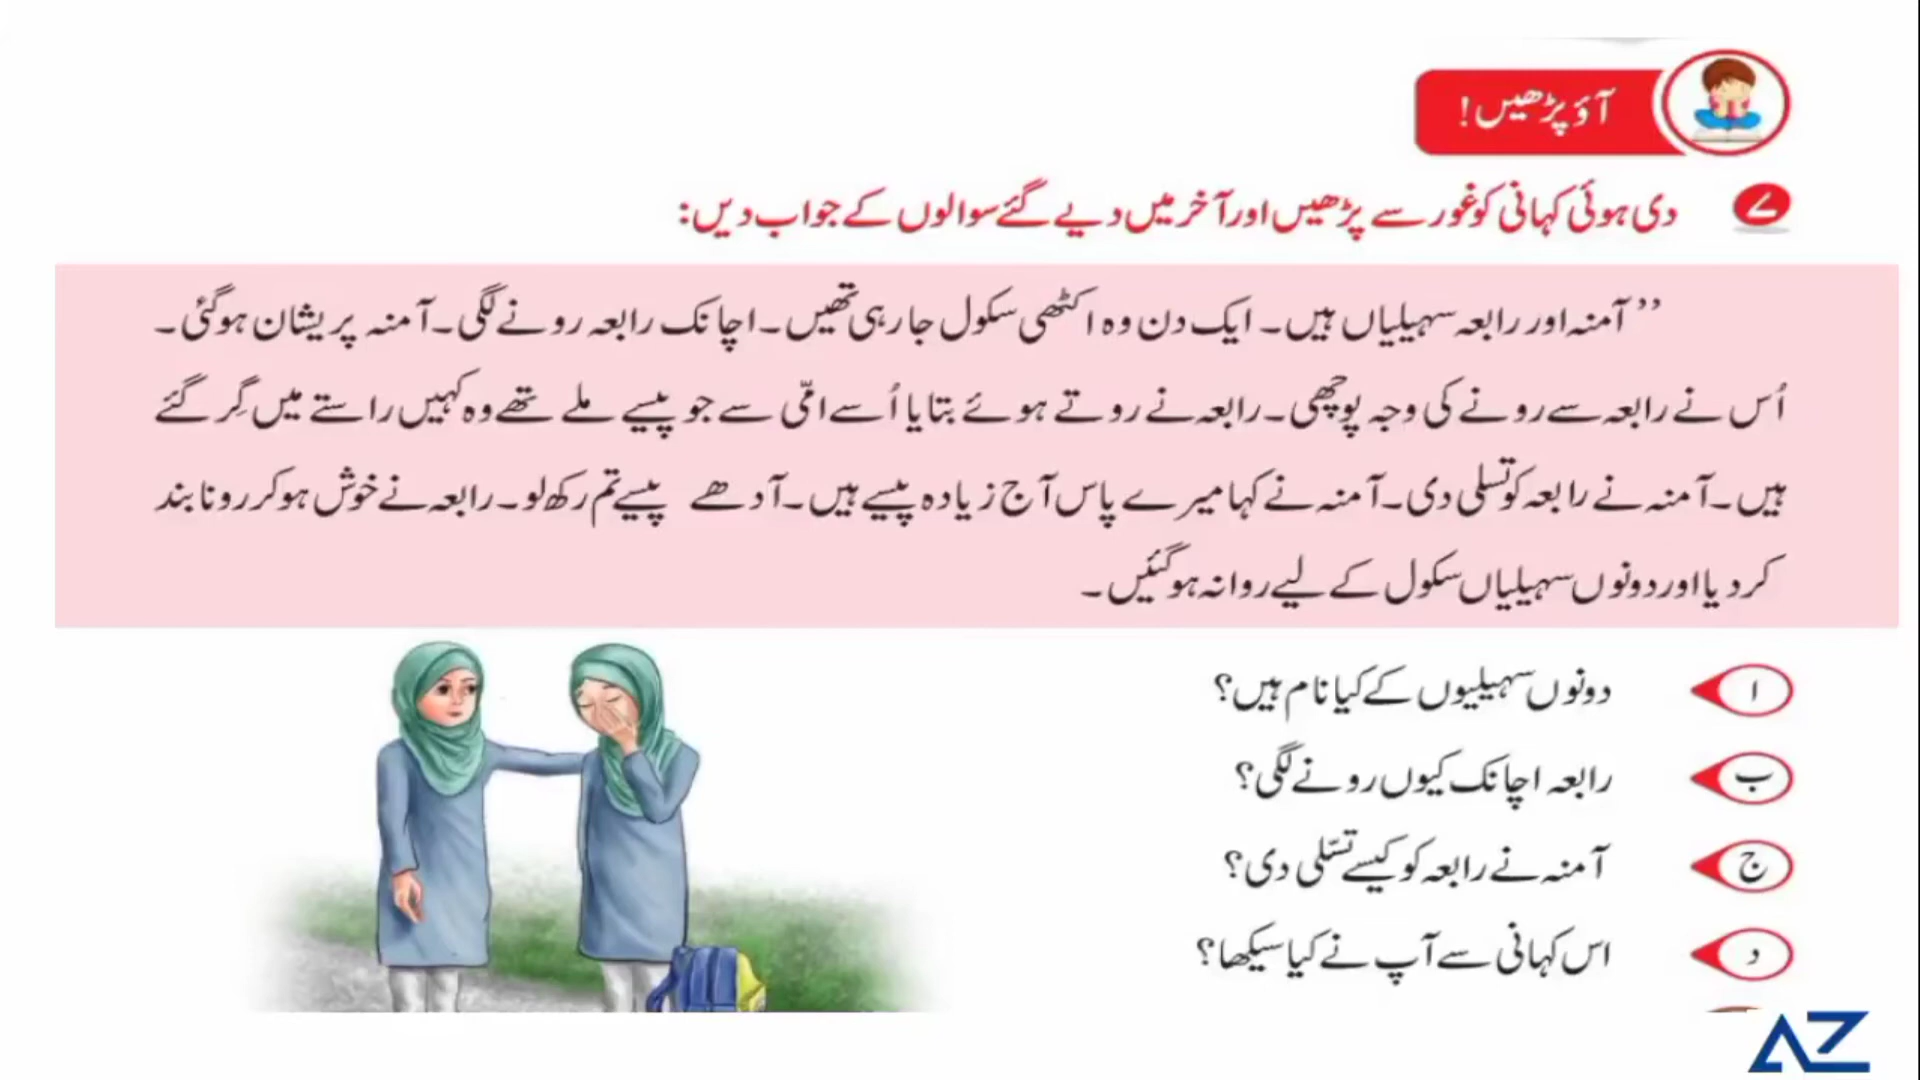 آؤ پڑھیں!
۷ دی ہوئی کہانی کو غور سے پڑھیں اور آخر میں دیے گئے سوالوں کے جواب دیں:
”آمنہ اور رابعہ سہیلیاں ہیں۔ ایک دن وہ اکٹھی سکول جا رہی تھیں۔ اچانک رابعہ رونے لگی۔ آمنہ پریشان ہوگئی۔
اُس نے رابعہ سے رونے کی وجہ پوچھی۔ رابعہ نے روتے ہوئے بتایا اُسے امّی سے جو پیسے ملے تھے وہ کہیں راستے میں گِر گئے
ہیں۔ آمنہ نے رابعہ کو تسلی دی۔ آمنہ نے کہا میرے پاس آج زیادہ پیسے ہیں۔ آدھے پیسے تم رکھ لو۔ رابعہ نے خوش ہو کر رونا بند
کر دیا اور دونوں سہیلیاں سکول کے لیے روانہ ہوگئیں۔
ا دونوں سہیلیوں کے کیا نام ہیں؟
ب رابعہ اچانک کیوں رونے لگی؟
ج آمنہ نے رابعہ کو کیسے تسّلی دی؟
د اس کہانی سے آپ نے کیا سیکھا؟
AZ